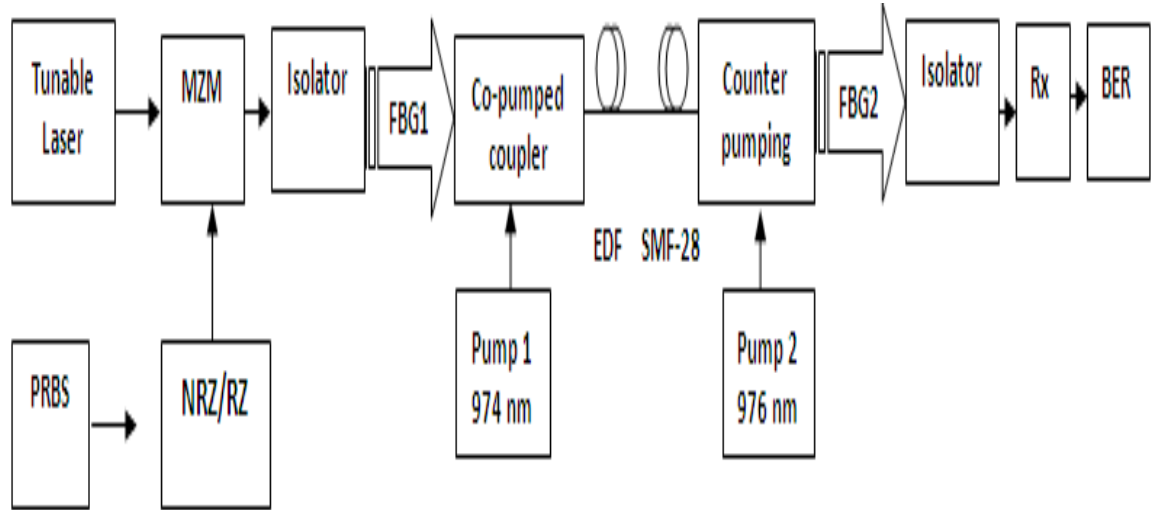 Tunable
Laser
MZM
Isolator
FBG1
Co-pumped
coupler
Counter
pumping
FBG2
Isolator
Rx
BER
EDF
SMF-28
PRBS
NRZ/RZ
Pump 1
974 nm
Pump 2
976 nm